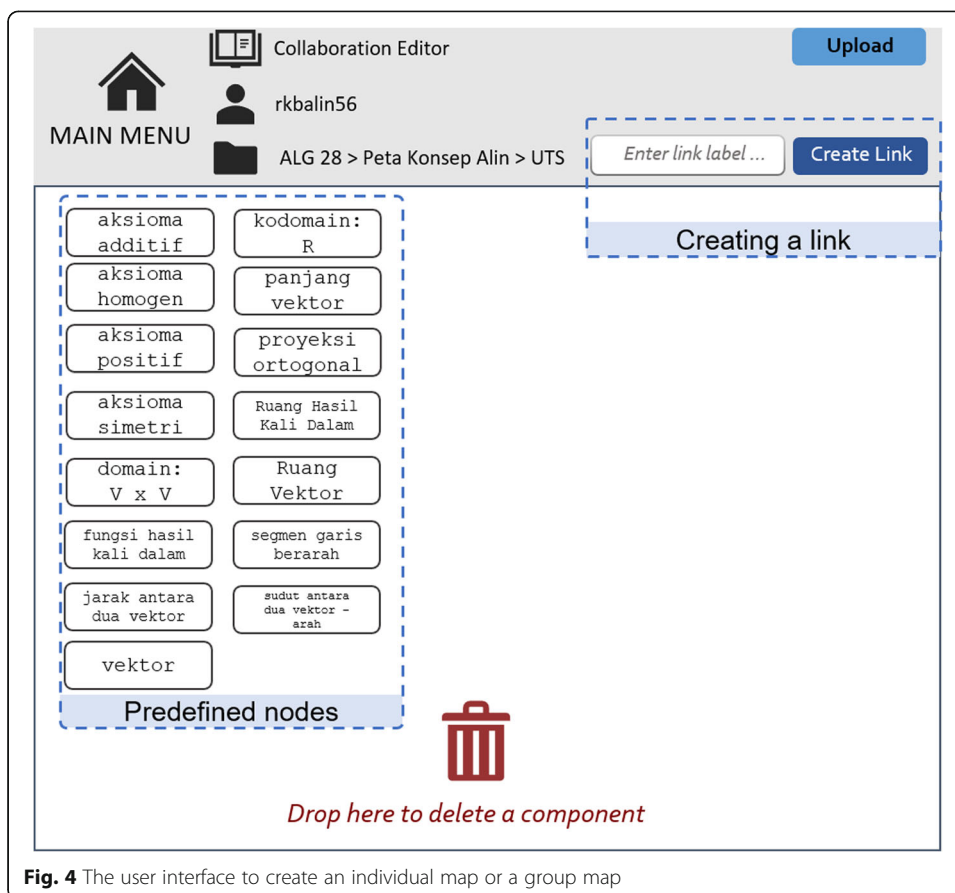 Collaboration Editor
Upload
MAIN MENU
rkbalin56
ALG 28 > Peta Konsep Alin > UTS
Enter link label ...
Create Link
Creating a link
aksioma
additif
kodomain:
R
aksioma
homogen
panjang
vektor
aksioma
positif
proyeksi
ortogonal
aksioma
simetri
Ruang Hasil
Kali Dalam
domain:
V x V
Ruang
Vektor
fungsi hasil
kali dalam
segmen garis
berarah
jarak antara
dua vektor
sudut antara
dua vektor -
arah
vektor
Predefined nodes
Drop here to delete a component
Fig. 4 The user interface to create an individual map or a group map